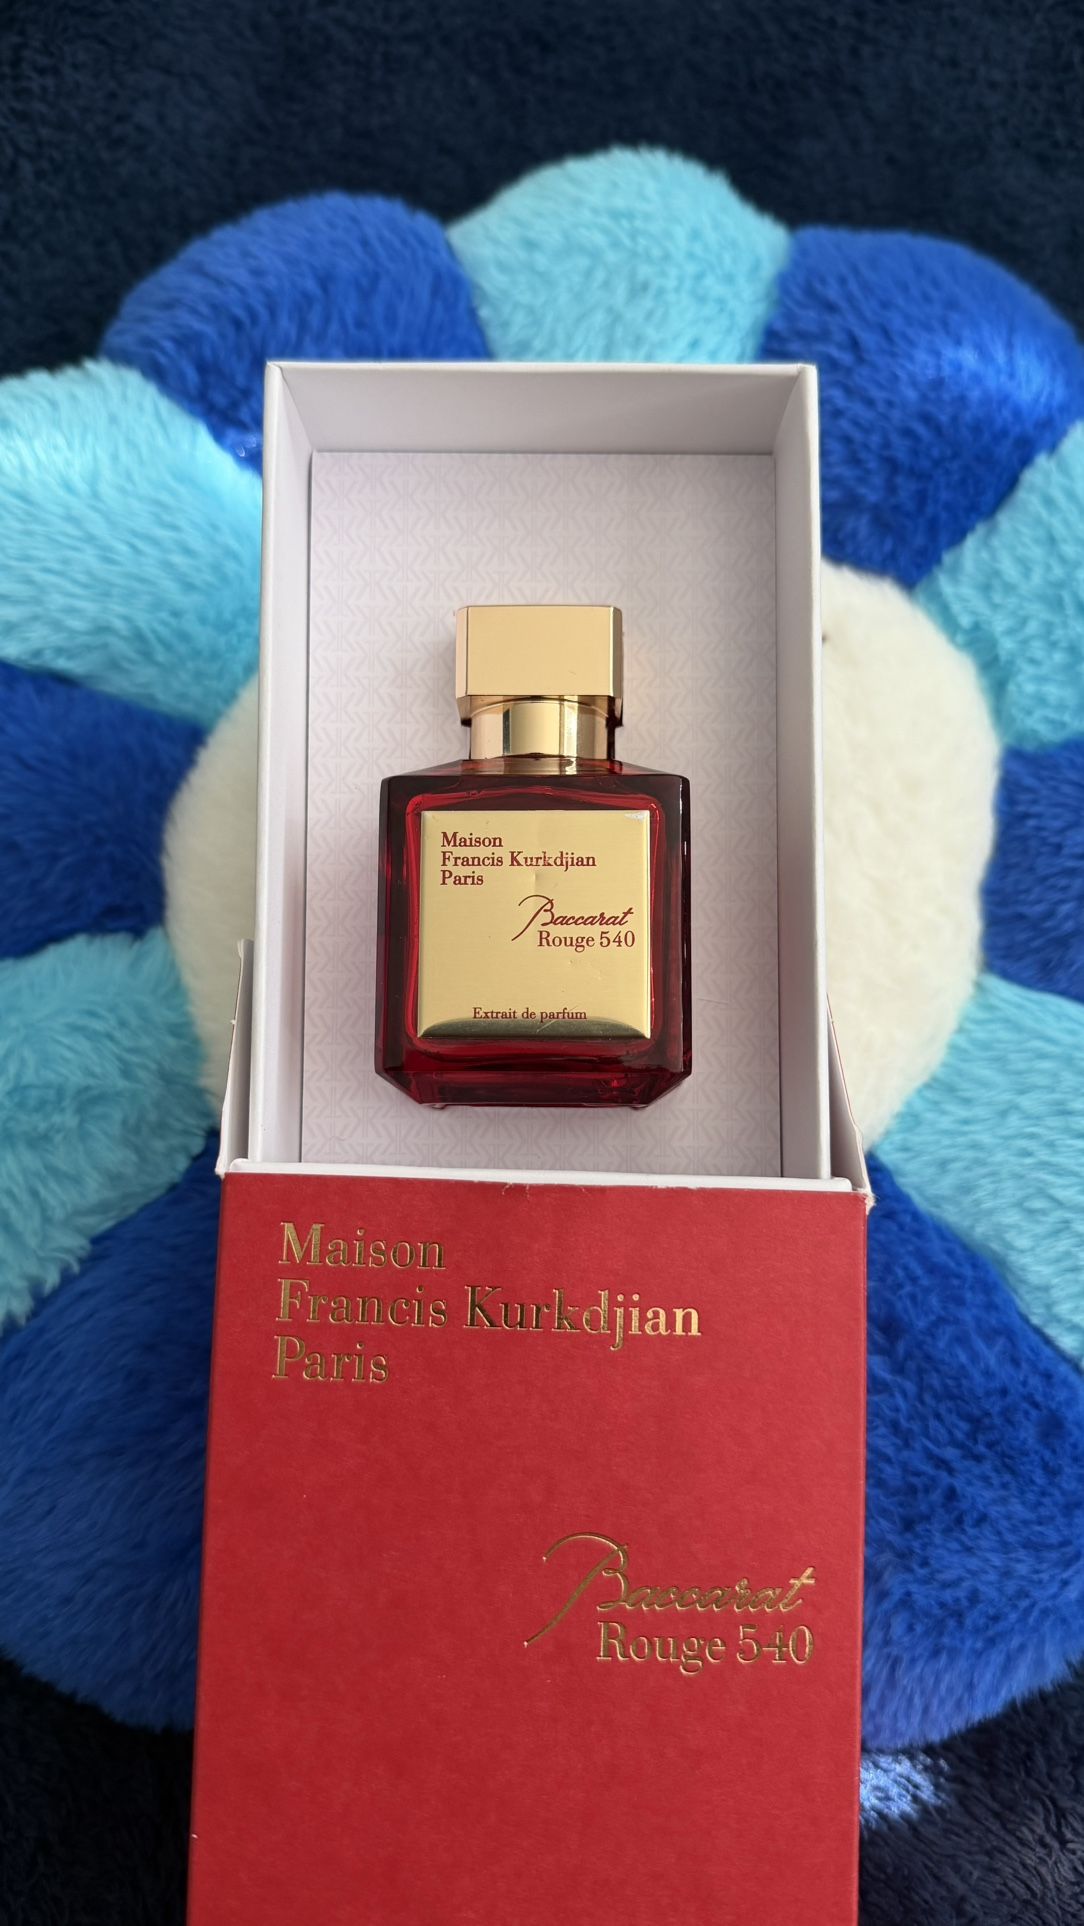 Maison
Francis Kurkdjian
Paris
Baccarat
Rouge 540
Extrait de parfum
Maison
Francis Kurkdjian
Paris
Baccarat
Rouge 540